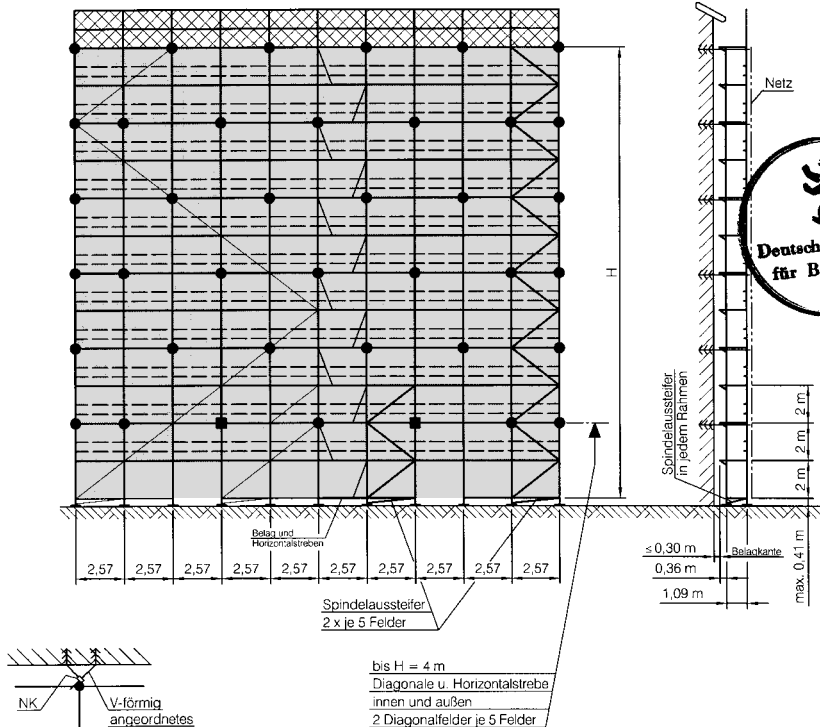 Netz
Deutsch
für B
H
Spindelaussteifer
in jedem Rahmen
2 m
2 m
2 m
max. 0,41 m
Belag und
Horizontalstreben
≤ 0,30 m
Belagkante
0,36 m
1,09 m
2,57 2,57 2,57 2,57 2,57 2,57 2,57 2,57 2,57 2,57
Spindelaussteifer
2 x je 5 Felder
bis H = 4 m
Diagonale u. Horizontalstrebe
innen und außen
2 Diagonalfelder je 5 Felder
NK
V-förmig
angeordnetes